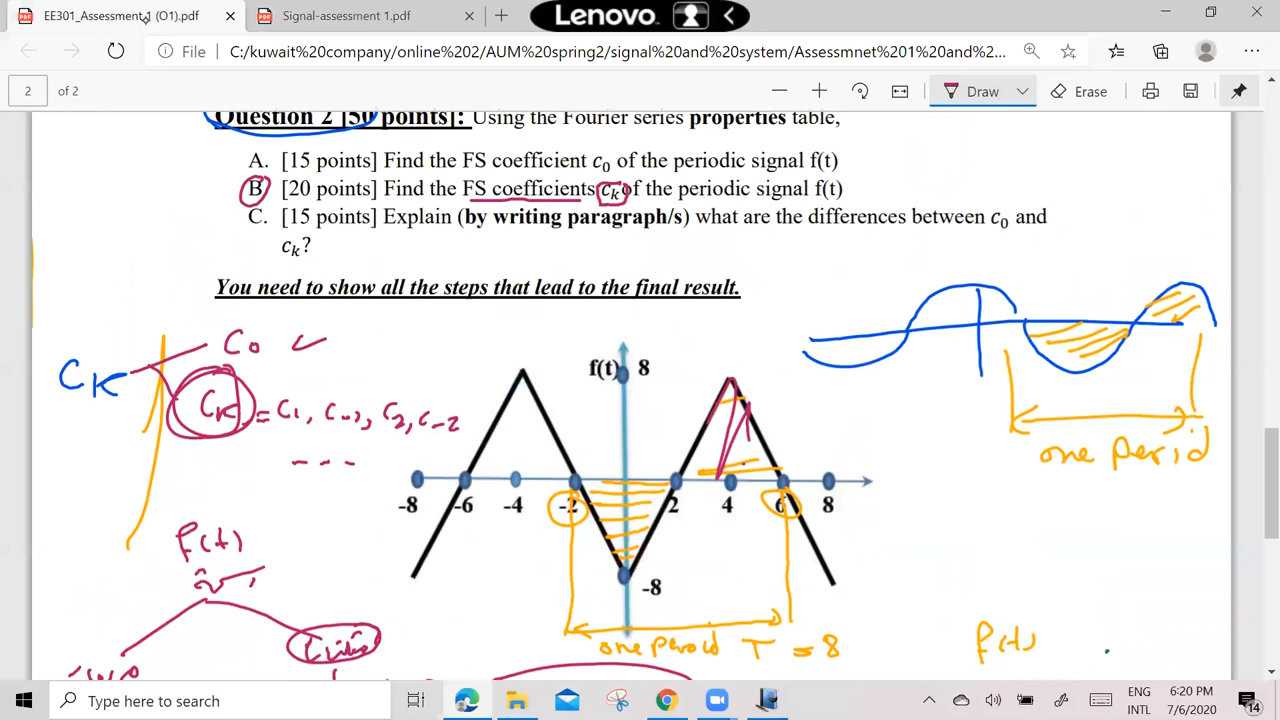 EE301_Assessment 1 (O1).pdf
Signal-assessment 1.pdf
Lenovo
File
C:/kuwait%20company/online%202/AUM%20spring2/signal%20and%20system/Assessmnet%201%20and%2...
2 of 2
Draw
Erase
Question 2 [50 points]: Using the Fourier series properties table,
A. [15 points] Find the FS coefficient c0 of the periodic signal f(t)
B. [20 points] Find the FS coefficients ck of the periodic signal f(t)
C. [15 points] Explain (by writing paragraph/s) what are the differences between c0 and
ck?
You need to show all the steps that lead to the final result.
C0
CK
CK = C1, C-1, C2, C-2
- - -
f(t) 8
one period
-8 -6 -4 -2 2 4 6 8
f(t)
-8
one period T = 8
f(t)
Type here to search
ENG
INTL
6:20 PM
7/6/2020
14